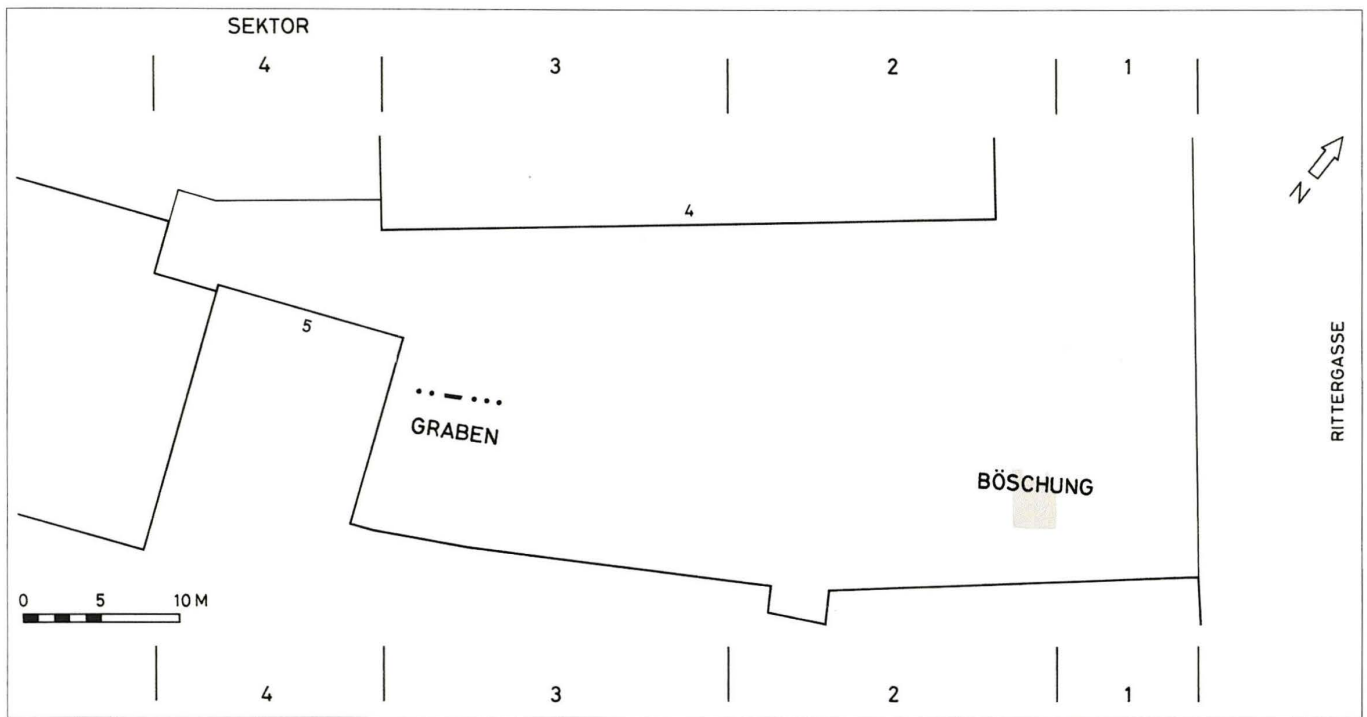 SEKTOR
4 3 2 1
N
4
5
RITTERGASSE
GRABEN
BÖSCHUNG
0 5 10 M
4 3 2 1